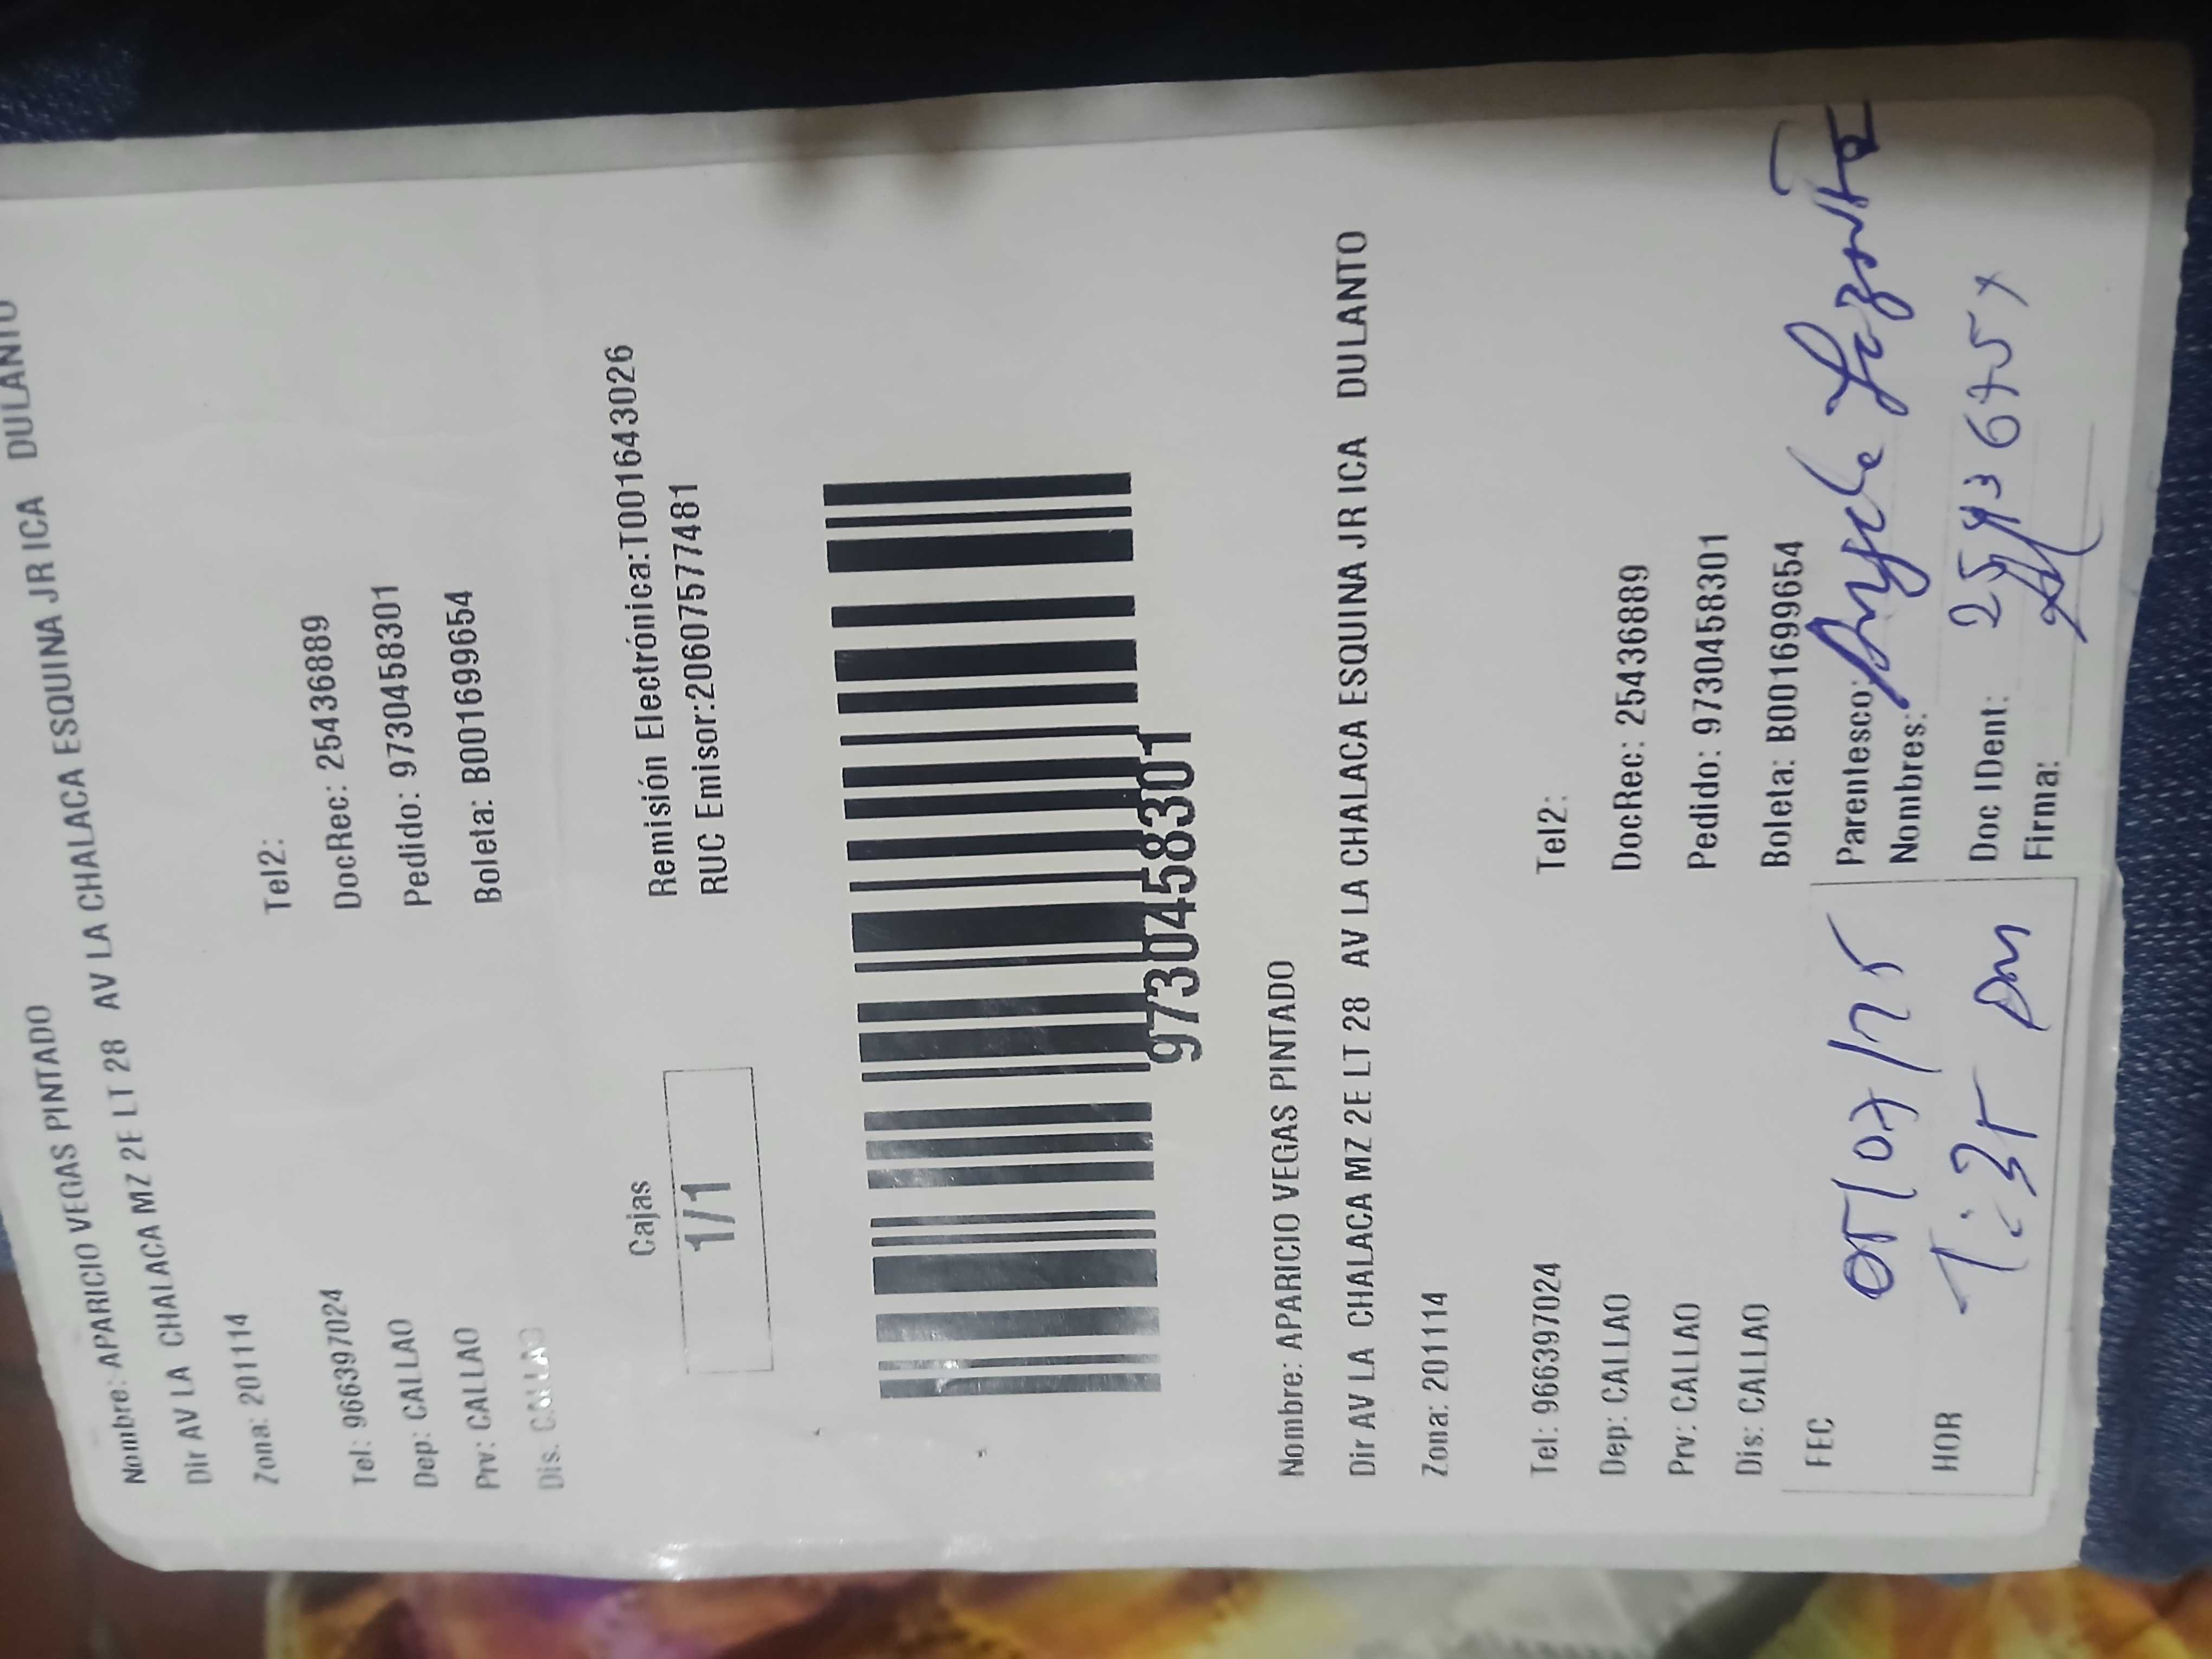 DULANTO
Nombre: APARICIO VEGAS PINTADO
Dir AV LA CHALACA MZ 2E LT 28 AV LA CHALACA ESQUINA JR ICA
Zona: 201114
Tel2:
Tel: 966397024 DocRec: 25436889
Dep: CALLAO Pedido: 9730458301
Prv: CALLAO Boleta: B001699654
Dis: CALLAO
Cajas Remisión Electrónica:T001643026
1/1 RUC Emisor:20607577481
9730458301
Nombre: APARICIO VEGAS PINTADO
Dir AV LA CHALACA MZ 2E LT 28 AV LA CHALACA ESQUINA JR ICA DULANTO
Zona: 201114
Tel: 966397024 Tel2:
Dep: CALLAO DocRec: 25436889
Prv: CALLAO Pedido: 9730458301
Dis: CALLAO Boleta: B001699654
FEC 05/07/25 Parentesco:
Nombres:
HOR Doc IDent:
Firma: